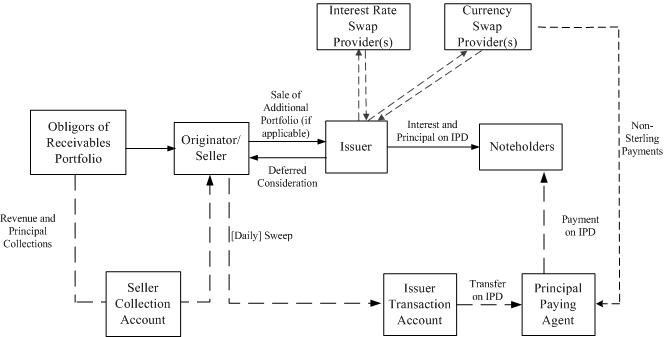 Interest Rate
Swap
Provider(s)
Currency
Swap
Provider(s)
Sale of
Additional
Portfolio (if
applicable)
Obligors of
Receivables
Portfolio
Originator/
Seller
Issuer
Interest and
Principal on IPD
Noteholders
Non-
Sterling
Payments
Deferred
Consideration
Revenue and
Principal
Collections
[Daily] Sweep
Payment
on IPD
Seller
Collection
Account
Issuer
Transaction
Account
Transfer
on IPD
Principal
Paying
Agent